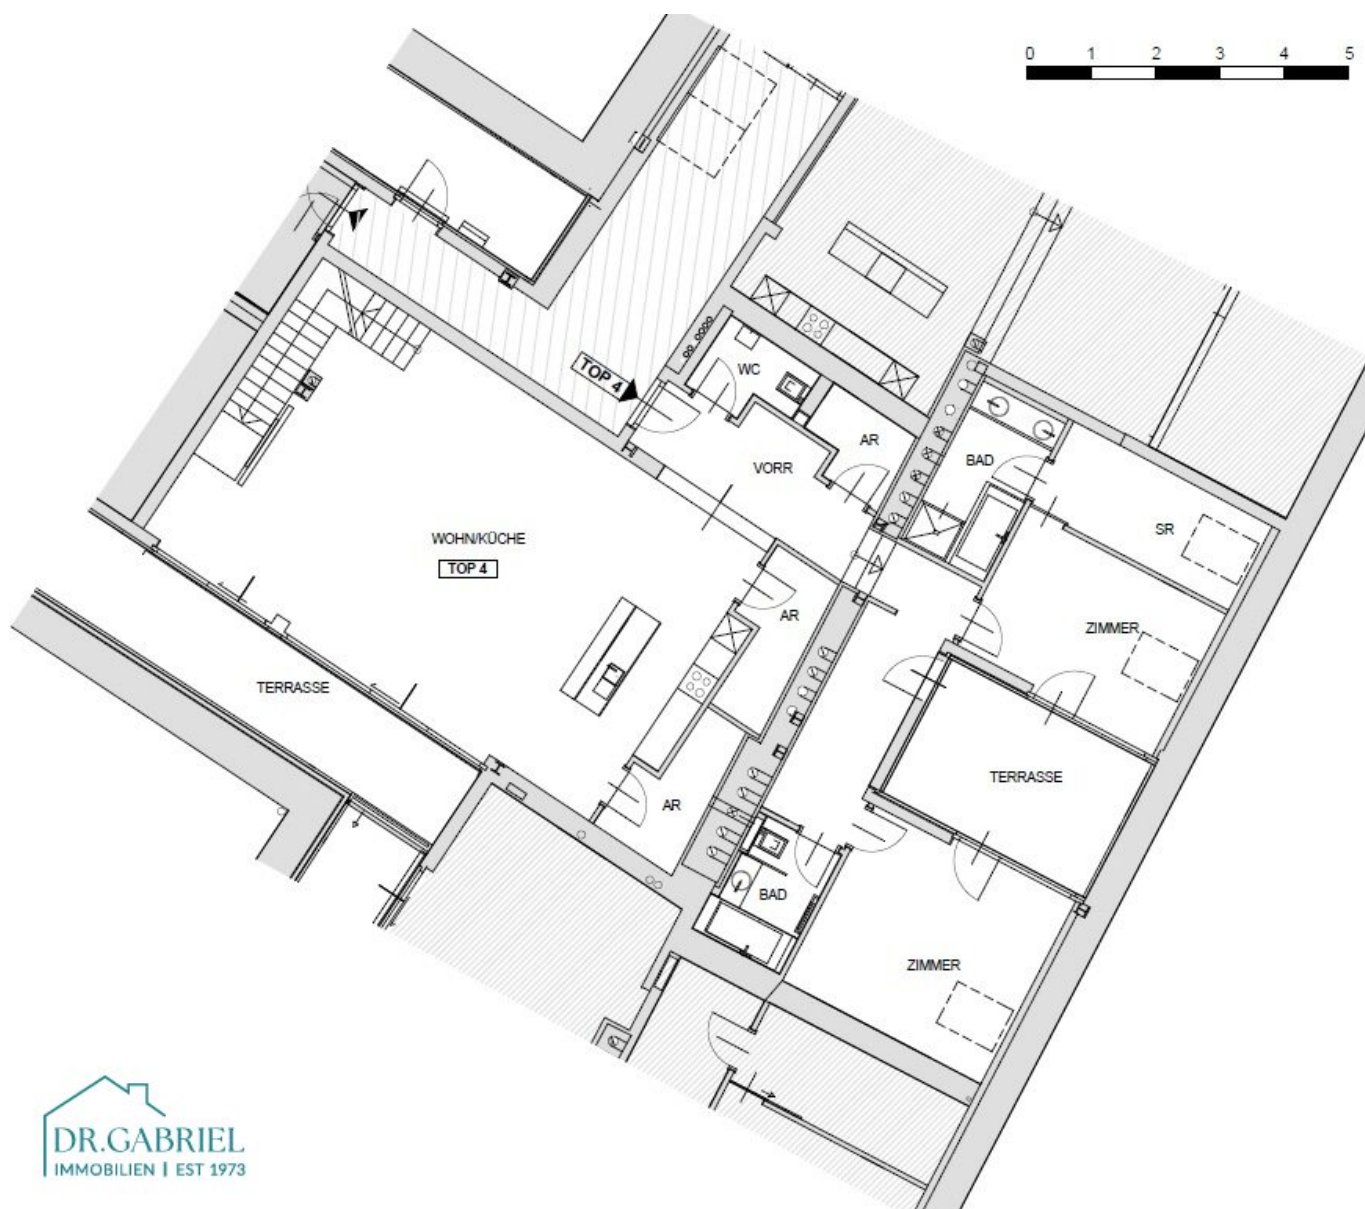 0 1 2 3 4 5
TOP 4
WC
AR
VORR
BAD
SR
WOHN/KÜCHE
TOP 4
AR
ZIMMER
TERRASSE
TERRASSE
AR
BAD
ZIMMER
DR.GABRIEL
IMMOBILIEN | EST 1973